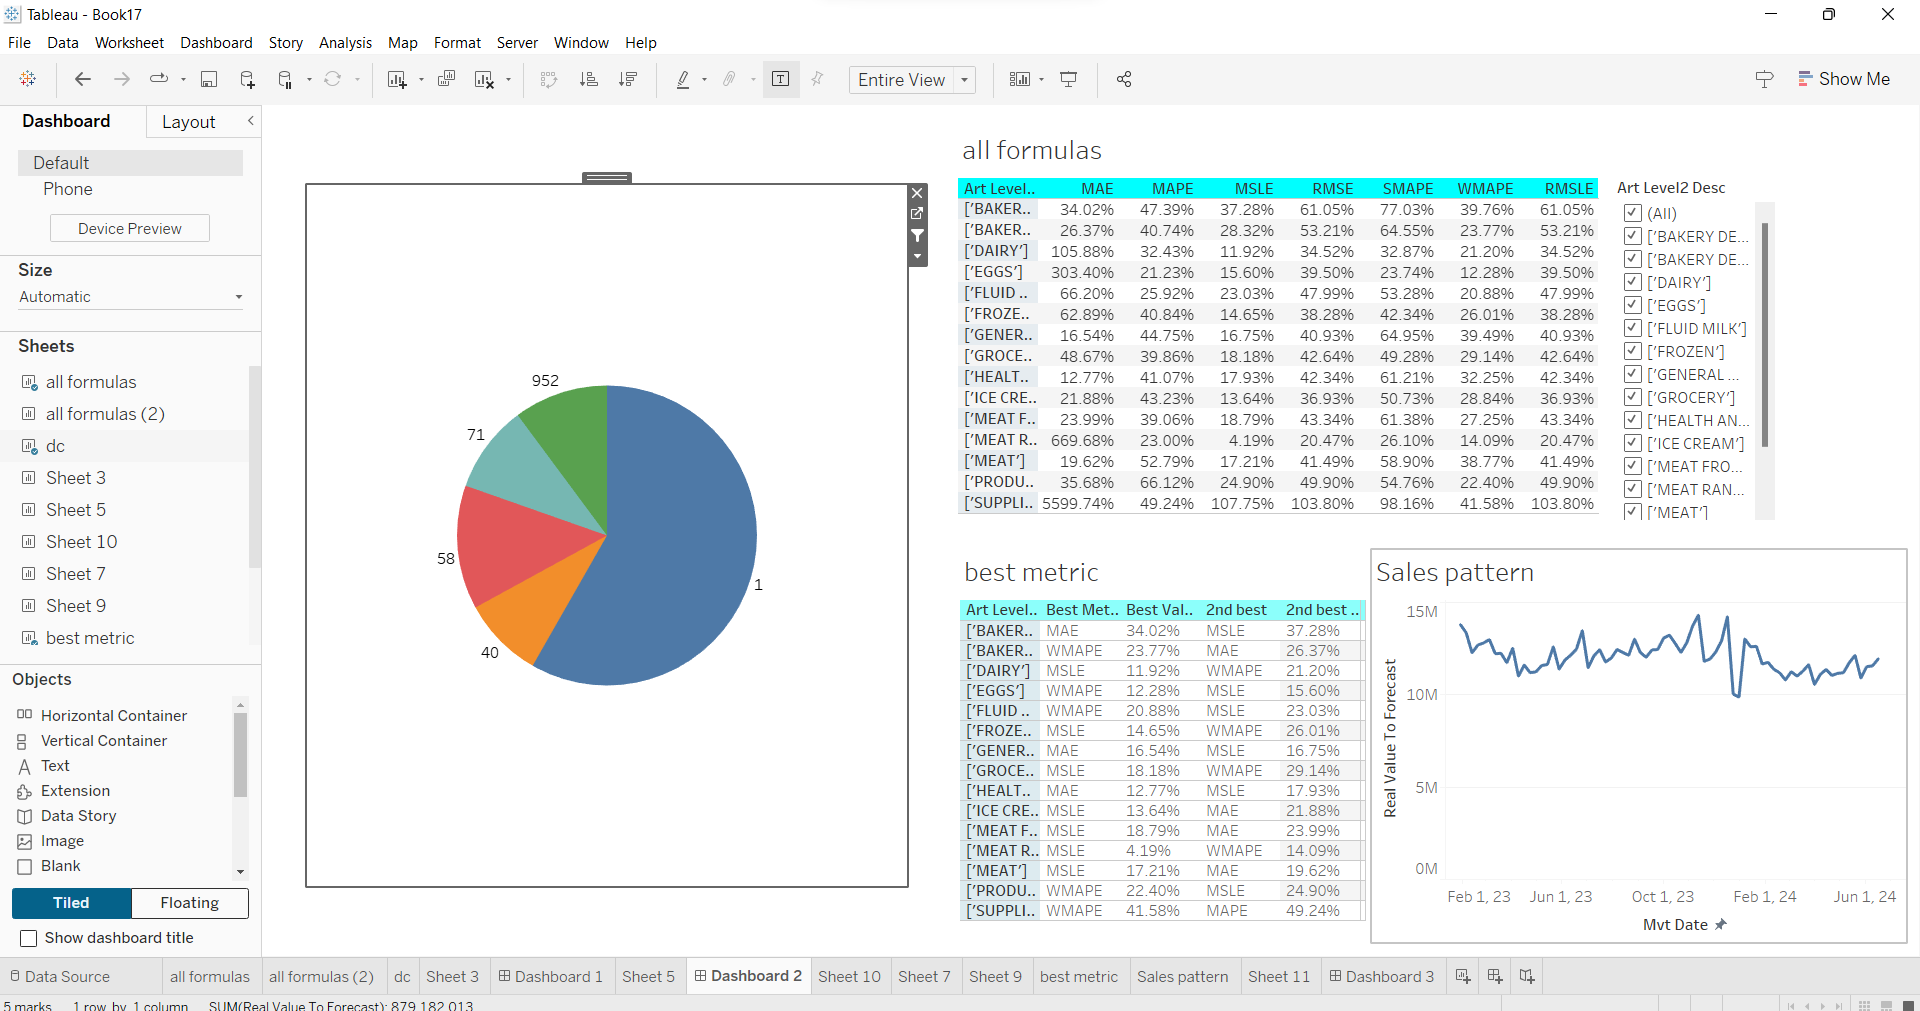 Tableau - Book17
File Data Worksheet Dashboard Story Analysis Map Format Server Window Help
Entire View
Show Me
Dashboard Layout
Default
Phone
Device Preview
Size
Automatic
Sheets
all formulas
all formulas (2)
dc
Sheet 3
Sheet 5
Sheet 10
Sheet 7
Sheet 9
best metric
Objects
Horizontal Container
Vertical Container
Text
Extension
Data Story
Image
Blank
Tiled Floating
Show dashboard title
952
71
58
40
1
all formulas
Art Level.. MAE MAPE MSLE RMSE SMAPE WMAPE RMSLE
['BAKER.. 34.02% 47.39% 37.28% 61.05% 77.03% 39.76% 61.05%
['BAKER.. 26.37% 40.74% 28.32% 53.21% 64.55% 23.77% 53.21%
['DAIRY'] 105.88% 32.43% 11.92% 34.52% 32.87% 21.20% 34.52%
['EGGS'] 303.40% 21.23% 15.60% 39.50% 23.74% 12.28% 39.50%
['FLUID .. 66.20% 25.92% 23.03% 47.99% 53.28% 20.88% 47.99%
['FROZE.. 62.89% 40.84% 14.65% 38.28% 42.34% 26.01% 38.28%
['GENER.. 16.54% 44.75% 16.75% 40.93% 64.95% 39.49% 40.93%
['GROCE.. 48.67% 39.86% 18.18% 42.64% 49.28% 29.14% 42.64%
['HEALT.. 12.77% 41.07% 17.93% 42.34% 61.21% 32.25% 42.34%
['ICE CRE.. 21.88% 43.23% 13.64% 36.93% 50.73% 28.84% 36.93%
['MEAT F.. 23.99% 39.06% 18.79% 43.34% 61.38% 27.25% 43.34%
['MEAT R.. 669.68% 23.00% 4.19% 20.47% 26.10% 14.09% 20.47%
['MEAT'] 19.62% 52.79% 17.21% 41.49% 58.90% 38.77% 41.49%
['PRODU.. 35.68% 66.12% 24.90% 49.90% 54.76% 22.40% 49.90%
['SUPPLI.. 5599.74% 49.24% 107.75% 103.80% 98.16% 41.58% 103.80%
Art Level2 Desc
(All)
['BAKERY DE...
['BAKERY DE...
['DAIRY']
['EGGS']
['FLUID MILK']
['FROZEN']
['GENERAL ...
['GROCERY']
['HEALTH AN...
['ICE CREAM']
['MEAT FRO...
['MEAT RAN...
['MEAT']
best metric
Art Level.. Best Met.. Best Val.. 2nd best 2nd best ..
['BAKER.. MAE 34.02% MSLE 37.28%
['BAKER.. WMAPE 23.77% MAE 26.37%
['DAIRY'] MSLE 11.92% WMAPE 21.20%
['EGGS'] WMAPE 12.28% MSLE 15.60%
['FLUID .. WMAPE 20.88% MSLE 23.03%
['FROZE.. MSLE 14.65% WMAPE 26.01%
['GENER.. MAE 16.54% MSLE 16.75%
['GROCE.. MSLE 18.18% WMAPE 29.14%
['HEALT.. MAE 12.77% MSLE 17.93%
['ICE CRE.. MSLE 13.64% MAE 21.88%
['MEAT F.. MSLE 18.79% MAE 23.99%
['MEAT R.. MSLE 4.19% WMAPE 14.09%
['MEAT'] MSLE 17.21% MAE 19.62%
['PRODU.. WMAPE 22.40% MSLE 24.90%
['SUPPLI.. WMAPE 41.58% MAPE 49.24%
Sales pattern
Real Value To Forecast
15M
10M
5M
0M
Feb 1, 23 Jun 1, 23 Oct 1, 23 Feb 1, 24 Jun 1, 24
Mvt Date
Data Source all formulas all formulas (2) dc Sheet 3 Dashboard 1 Sheet 5 Dashboard 2 Sheet 10 Sheet 7 Sheet 9 best metric Sales pattern Sheet 11 Dashboard 3
5 marks 1 row by 1 column SUM(Real Value To Forecast): 879,182,013